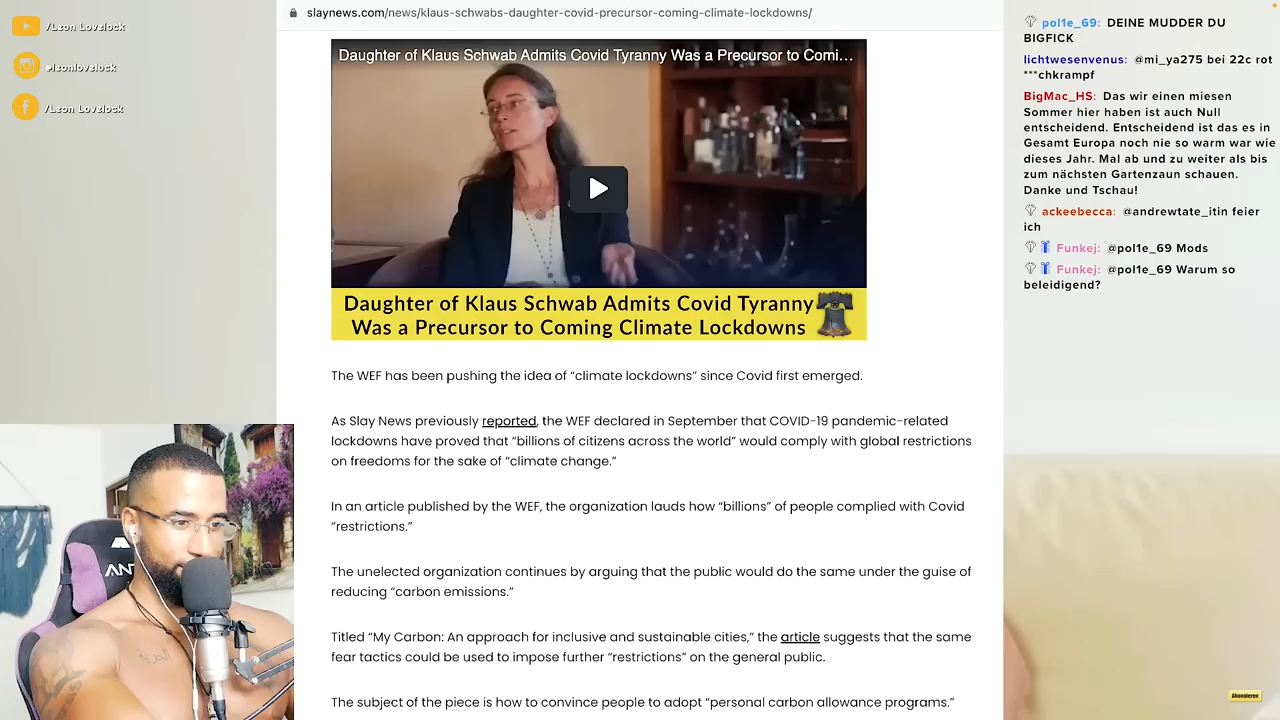 /Leon Lovelock
@leonlovelock
/Leon Lovelock
slaynews.com/news/klaus-schwabs-daughter-covid-precursor-coming-climate-lockdowns/
Daughter of Klaus Schwab Admits Covid Tyranny Was a Precursor to Comi...
Daughter of Klaus Schwab Admits Covid Tyranny
Was a Precursor to Coming Climate Lockdowns
The WEF has been pushing the idea of “climate lockdowns” since Covid first emerged.
As Slay News previously reported, the WEF declared in September that COVID-19 pandemic-related
lockdowns have proved that “billions of citizens across the world” would comply with global restrictions
on freedoms for the sake of “climate change.”
In an article published by the WEF, the organization lauds how “billions” of people complied with Covid
“restrictions.”
The unelected organization continues by arguing that the public would do the same under the guise of
reducing “carbon emissions.”
Titled “My Carbon: An approach for inclusive and sustainable cities,” the article suggests that the same
fear tactics could be used to impose further “restrictions” on the general public.
The subject of the piece is how to convince people to adopt “personal carbon allowance programs.”
ANT
pol1e_69: DEINE MUDDER DU
BIGFICK
lichtwesenvenus: @mi_ya275 bei 22c rot
***chkrampf
BigMac_HS: Das wir einen miesen
Sommer hier haben ist auch Null
entscheidend. Entscheidend ist das es in
Gesamt Europa noch nie so warm war wie
dieses Jahr. Mal ab und zu weiter als bis
zum nächsten Gartenzaun schauen.
Danke und Tschau!
ackeebecca: @andrewtate_itin feier
ich
Funkej: @pol1e_69 Mods
Funkej: @pol1e_69 Warum so
beleidigend?
Abonnieren